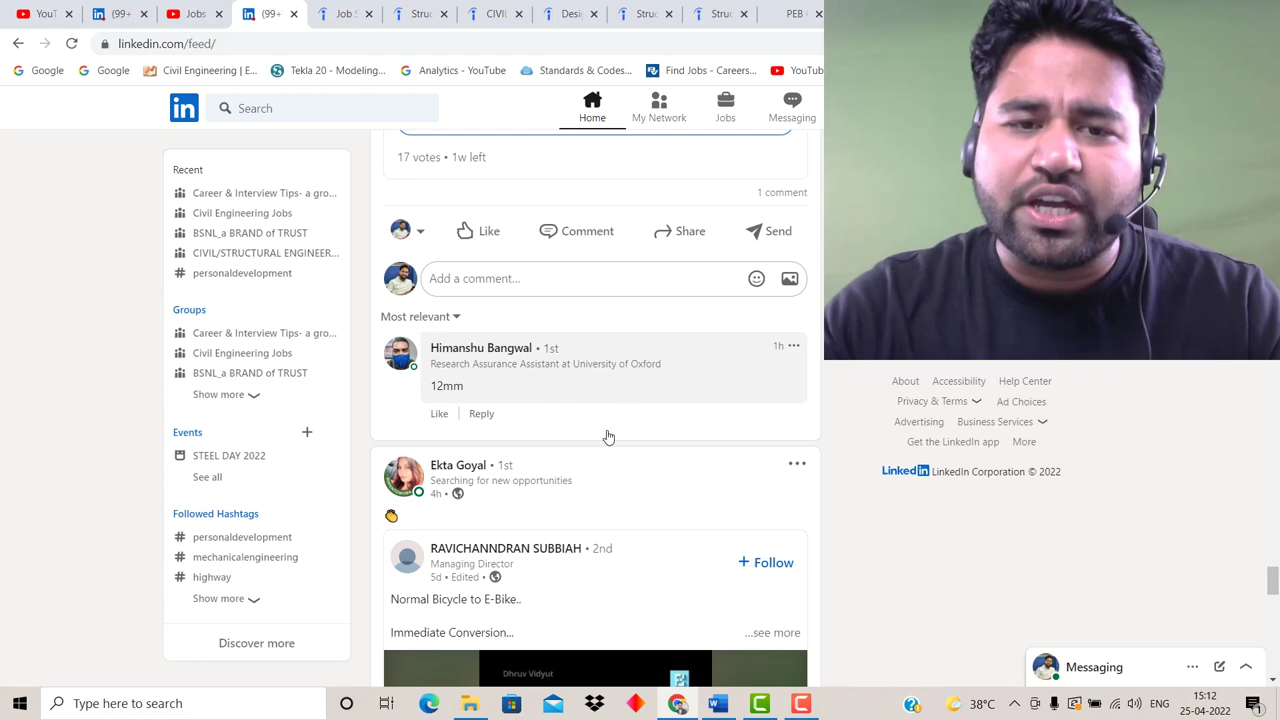 (99+
Job S
Struc
Struc
Desig
Struc
Struc
Struc
PEB
linkedin.com/feed/
Google
Google
Civil Engineering | E...
Tekla 20 - Modeling...
Analytics - YouTube
Standards & Codes...
Find Jobs - Careers...
YouTub
in
Search
Home
My Network
Jobs
Messaging
Recent
Career & Interview Tips- a gro...
Civil Engineering Jobs
BSNL_a BRAND of TRUST
CIVIL/STRUCTURAL ENGINEER...
# personaldevelopment
Groups
Career & Interview Tips- a gro...
Civil Engineering Jobs
BSNL_a BRAND of TRUST
Show more
Events +
STEEL DAY 2022
See all
Followed Hashtags
# personaldevelopment
# mechanicalengineering
# highway
Show more
Discover more
17 votes • 1w left
1 comment
Like
Comment
Share
Send
Add a comment...
Most relevant
Himanshu Bangwal • 1st
1h ...
Research Assurance Assistant at University of Oxford
12mm
Like | Reply
Ekta Goyal • 1st
Searching for new opportunities
4h •
RAVICHANNDRAN SUBBIAH • 2nd
Managing Director
5d • Edited •
+ Follow
Normal Bicycle to E-Bike..
Immediate Conversion...
...see more
Dhruv Vidyut
About Accessibility Help Center
Privacy & Terms Ad Choices
Advertising Business Services
Get the LinkedIn app More
LinkedIn LinkedIn Corporation © 2022
Messaging
Type here to search
38°C
ENG
15:12
25-04-2022
1